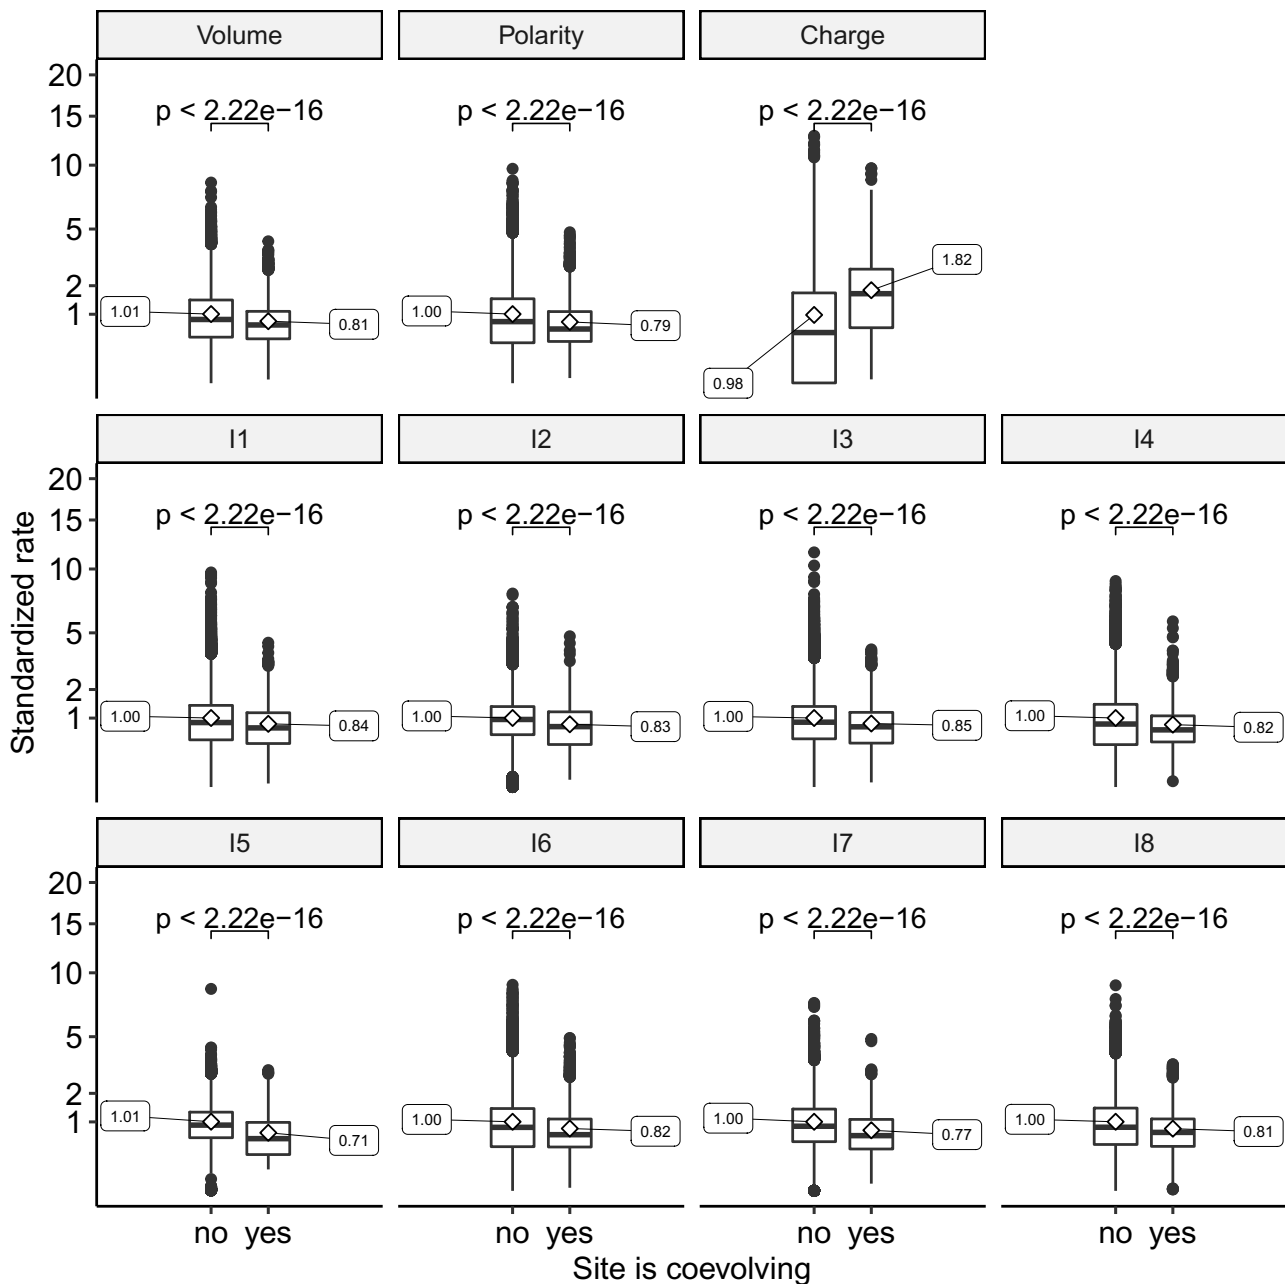 Volume Polarity Charge
20
15
10
5
2
1
p < 2.22e−16 p < 2.22e−16 p < 2.22e−16
1.01 0.81 1.00 0.79 0.98 1.82
I1 I2 I3 I4
Standardized rate
20
15
10
5
2
1
p < 2.22e−16 p < 2.22e−16 p < 2.22e−16 p < 2.22e−16
1.00 0.84 1.00 0.83 1.00 0.85 1.00 0.82
I5 I6 I7 I8
20
15
10
5
2
1
p < 2.22e−16 p < 2.22e−16 p < 2.22e−16 p < 2.22e−16
1.01 0.71 1.00 0.82 1.00 0.77 1.00 0.81
no yes no yes no yes no yes
Site is coevolving